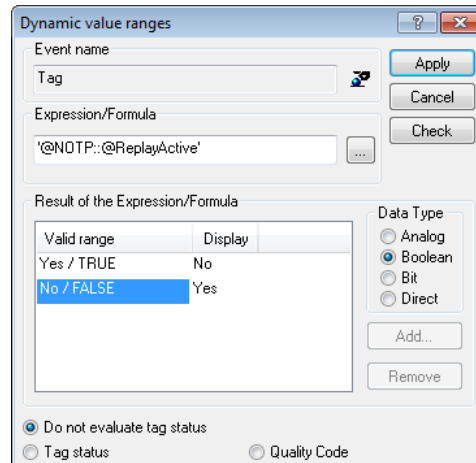 Dynamic value ranges
Event name
Tag
Apply
Cancel
Expression/Formula
Check
'@NOTP::@ReplayActive'
...
Result of the Expression/Formula
Valid range Display
Yes / TRUE No
No / FALSE Yes
Data Type
Analog
Boolean
Bit
Direct
Add...
Remove
Do not evaluate tag status
Tag status Quality Code